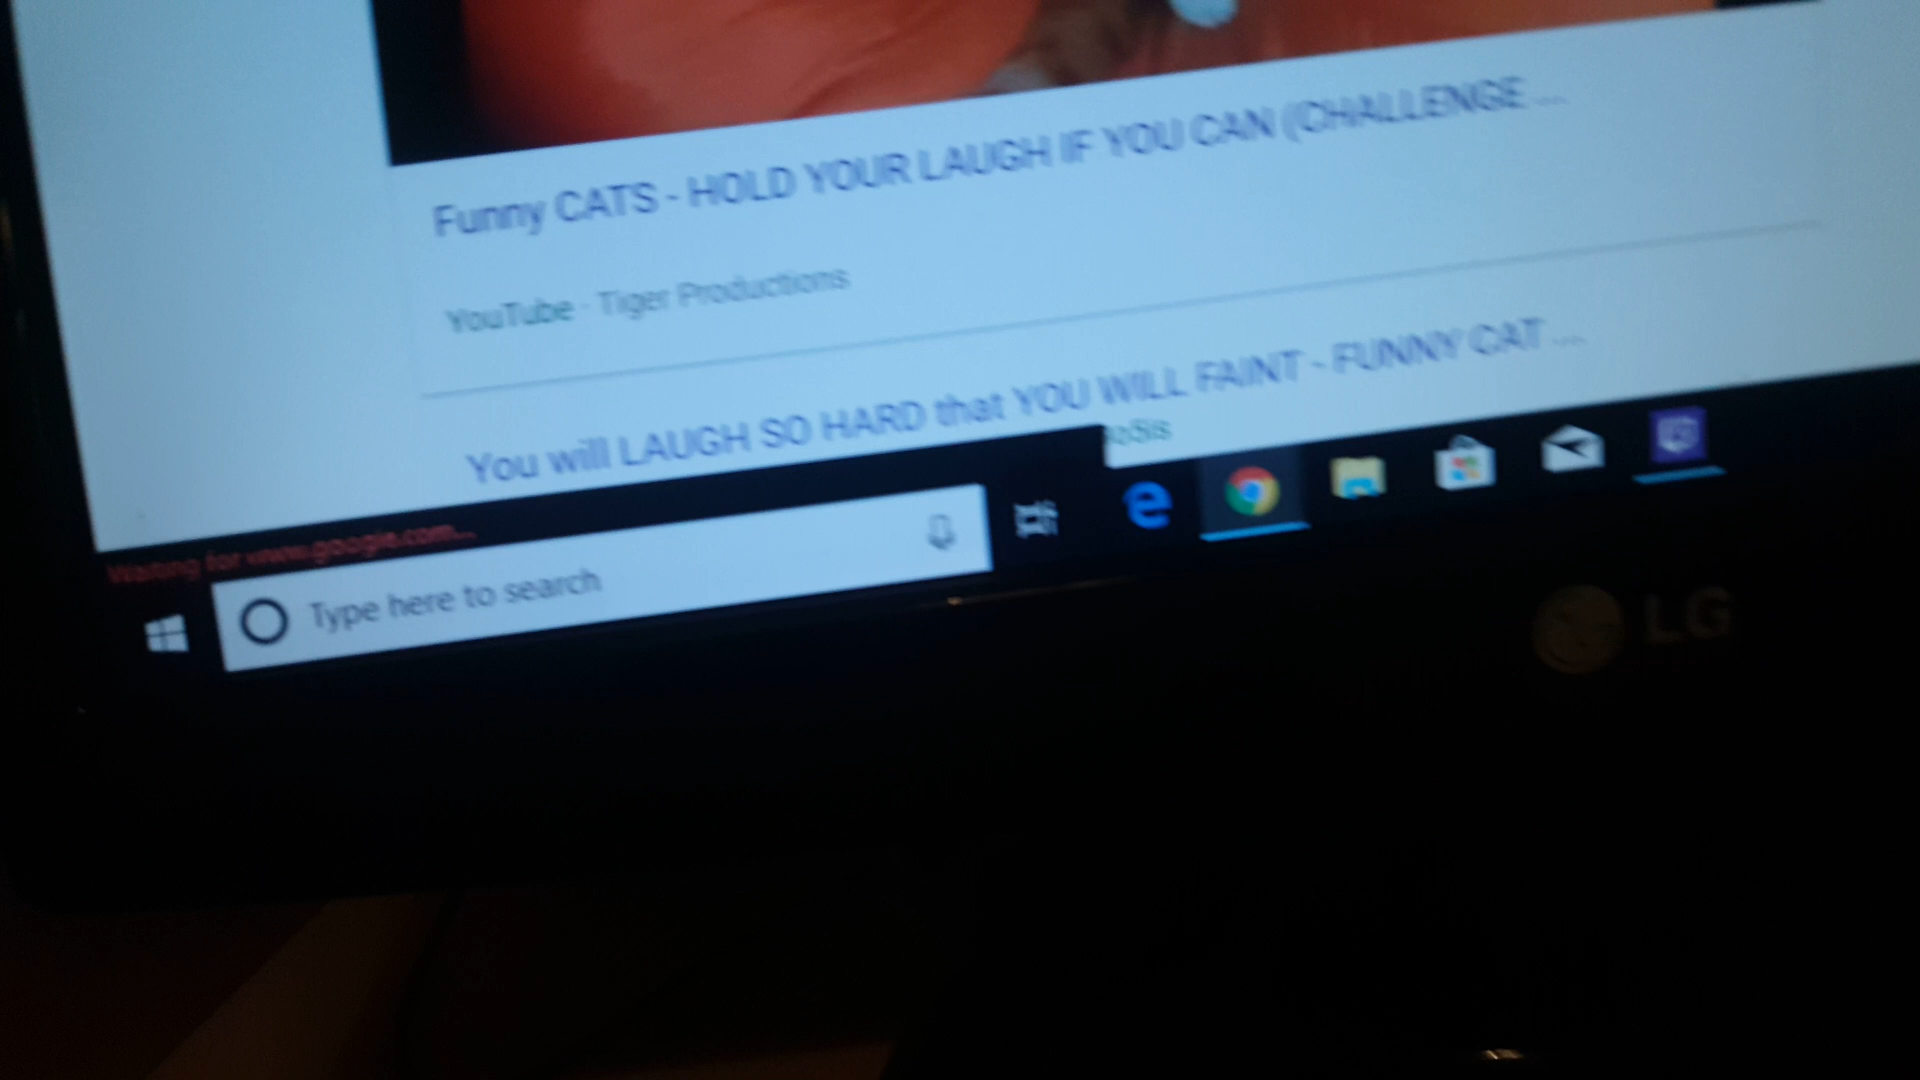 Funny CATS - HOLD YOUR LAUGH IF YOU CAN (CHALLENGE ...
YouTube · Tiger Productions
You will LAUGH SO HARD that YOU WILL FAINT - FUNNY CAT ...
Waiting for www.google.com...
Type here to search
LG